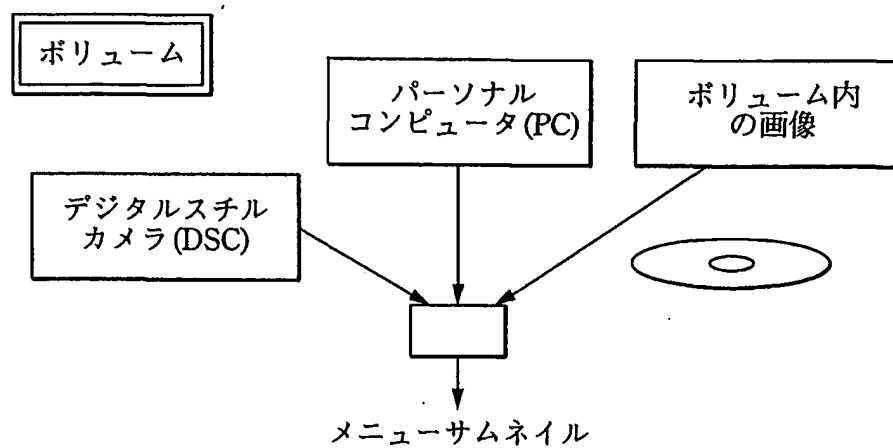 ボリューム
パーソナル
コンピュータ(PC)
ボリューム内
の画像
デジタルスチル
カメラ(DSC)
メニューサムネイル